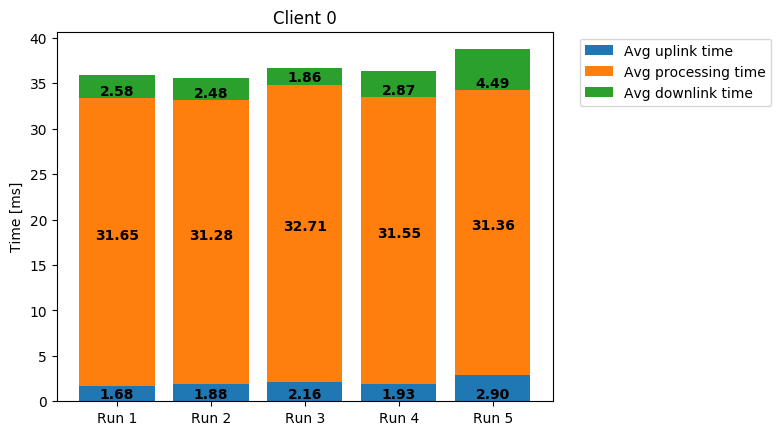 Client 0
Time [ms]
40
35
30
25
20
15
10
5
0
2.58
2.48
1.86
2.87
4.49
31.65
31.28
32.71
31.55
31.36
1.68
1.88
2.16
1.93
2.90
Run 1
Run 2
Run 3
Run 4
Run 5
Avg uplink time
Avg processing time
Avg downlink time